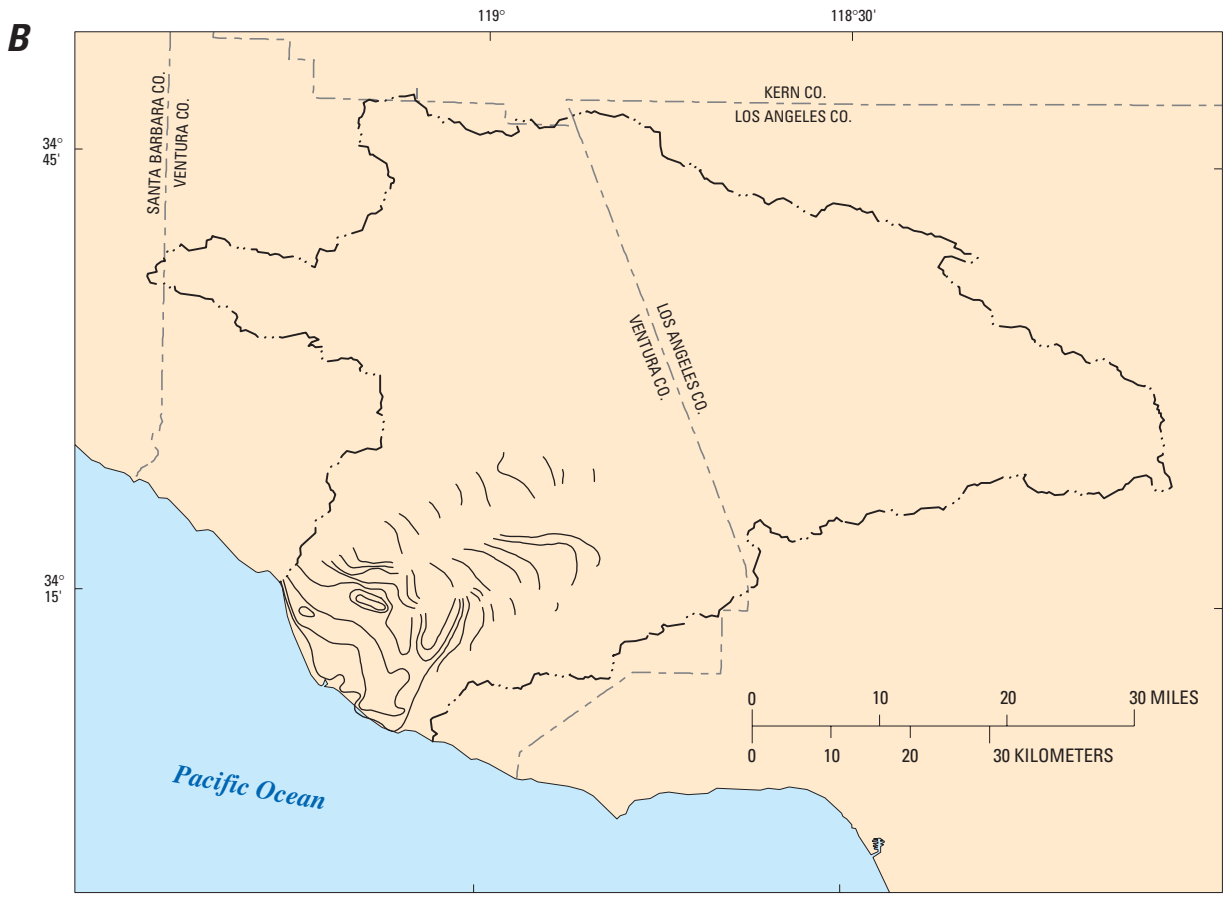 B
119°
118°30'
KERN CO.
LOS ANGELES CO.
34°
45'
SANTA BARBARA CO.
VENTURA CO.
LOS ANGELES CO.
VENTURA CO.
34°
15'
0 10 20 30 MILES
0 10 20 30 KILOMETERS
Pacific Ocean